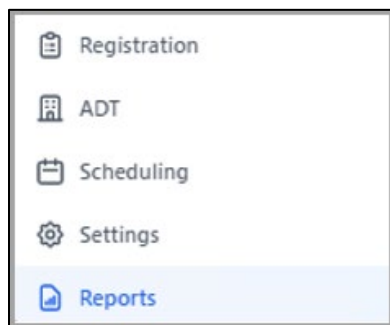 Registration
ADT
Scheduling
Settings
Reports